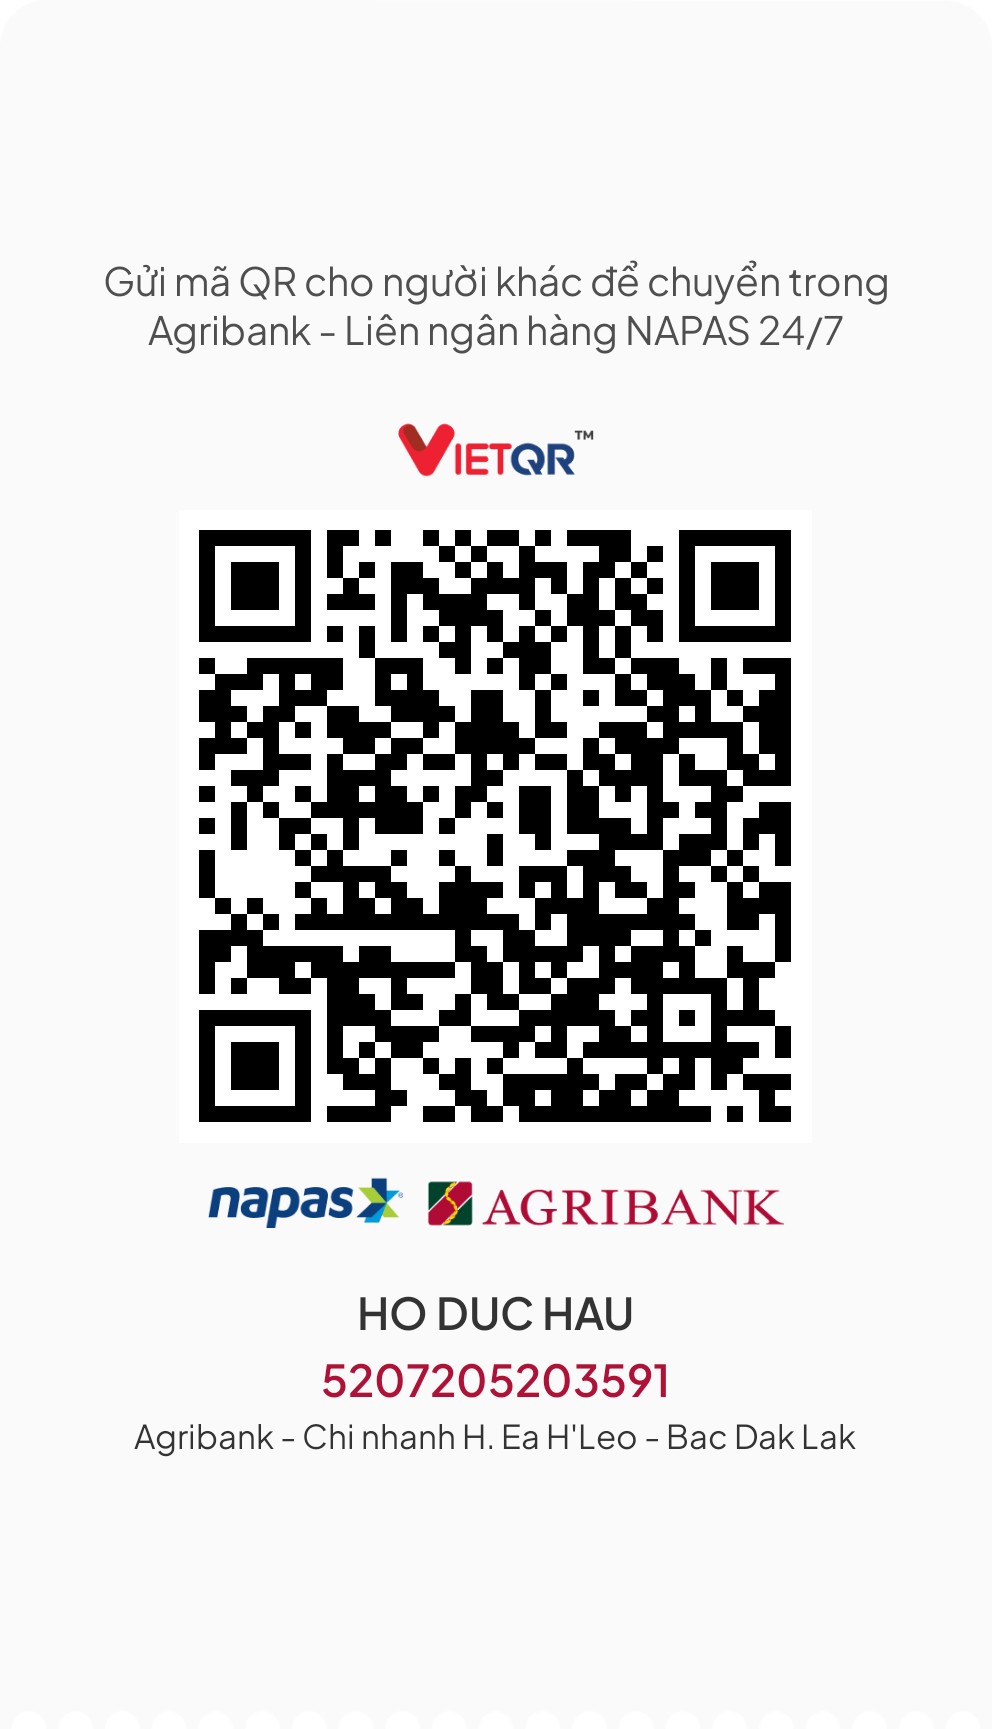 Gửi mã QR cho người khác để chuyển trong
Agribank - Liên ngân hàng NAPAS 24/7
VIETQR™
napas®
AGRIBANK
HO DUC HAU
5207205203591
Agribank - Chi nhanh H. Ea H'Leo - Bac Dak Lak